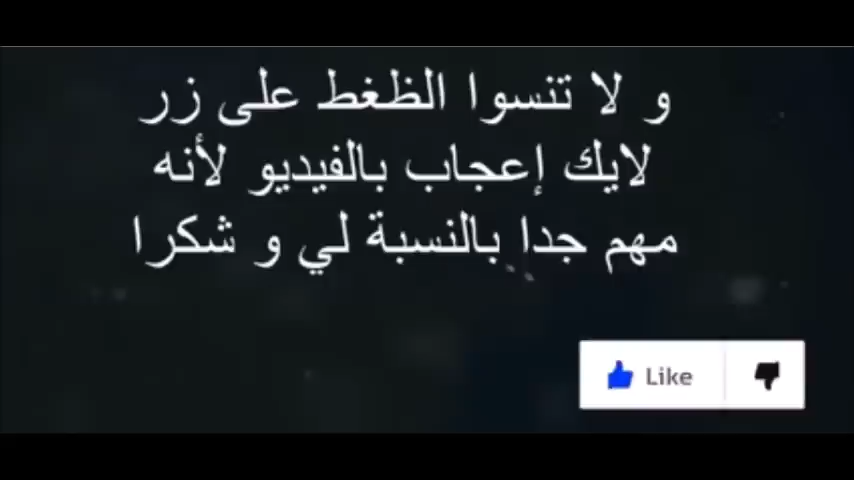 و لا تنسوا الظغط على زر
لايك إعجاب بالفيديو لأنه
مهم جدا بالنسبة لي و شكرا
Like